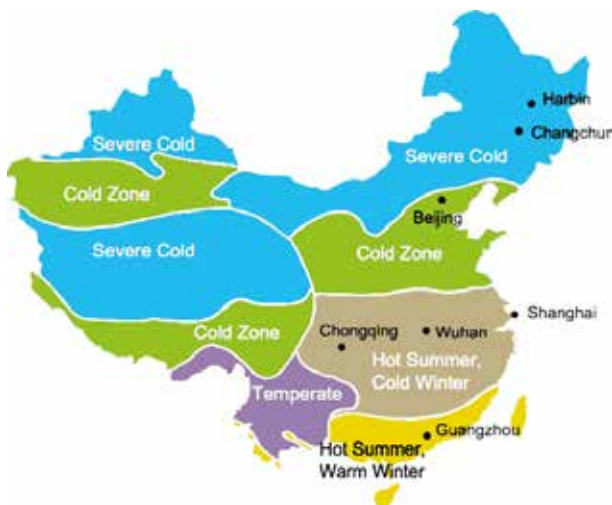 Harbin
Severe Cold
Changchun
Severe Cold
Cold Zone
Beijing
Severe Cold
Cold Zone
Shanghai
Cold Zone
Chongqing
Wuhan
Hot Summer,
Cold Winter
Temperate
Guangzhou
Hot Summer,
Warm Winter